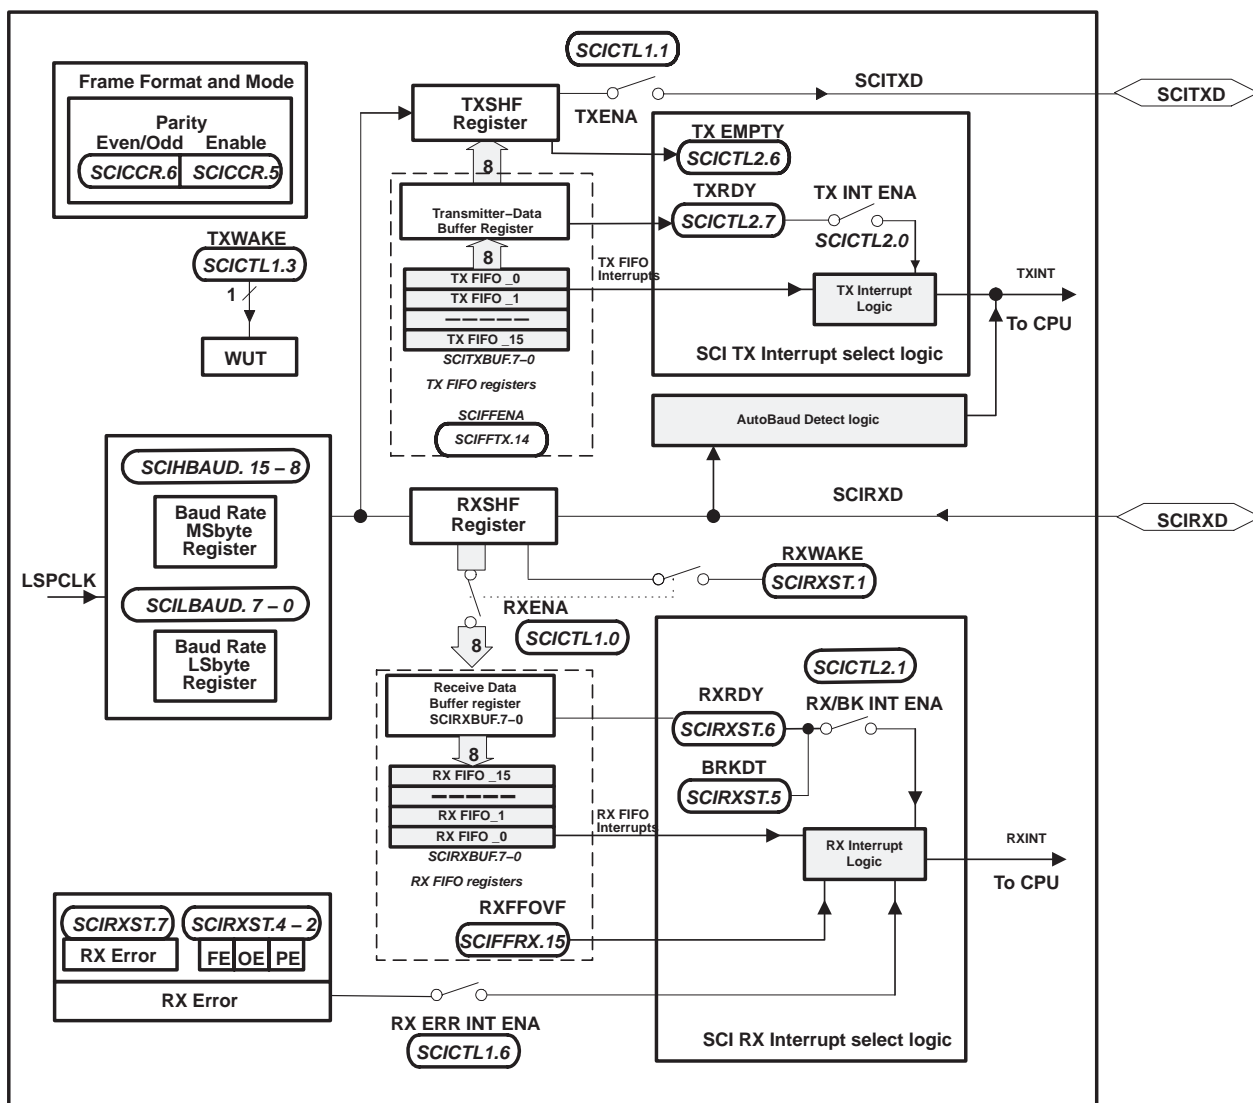 SCICTL1.1
Frame Format and Mode
Parity
Even/Odd Enable
SCICCR.6 SCICCR.5
TXSHF
Register
TXENA
SCITXD
SCITXD
8
TX EMPTY
SCICTL2.6
Transmitter–Data
Buffer Register
TXRDY
SCICTL2.7
TX INT ENA
SCICTL2.0
TXWAKE
SCICTL1.3
1
WUT
8
TX FIFO _0
TX FIFO _1
TX FIFO _15
SCITXBUF.7–0
TX FIFO registers
SCIFFENA
SCIFFTX.14
TX FIFO
Interrupts
TX Interrupt
Logic
TXINT
To CPU
SCI TX Interrupt select logic
AutoBaud Detect logic
SCIHBAUD. 15 – 8
Baud Rate
MSbyte
Register
LSPCLK
SCILBAUD. 7 – 0
Baud Rate
LSbyte
Register
RXSHF
Register
SCIRXD
SCIRXD
RXWAKE
SCIRXST.1
RXENA
SCICTL1.0
8
Receive Data
Buffer register
SCIRXBUF.7–0
8
RX FIFO _15
RX FIFO_1
RX FIFO _0
SCIRXBUF.7–0
RX FIFO registers
RXFFOVF
SCIFFRX.15
RX FIFO
Interrupts
SCICTL2.1
RXRDY
SCIRXST.6
RX/BK INT ENA
BRKDT
SCIRXST.5
RX Interrupt
Logic
RXINT
To CPU
SCI RX Interrupt select logic
SCIRXST.7 SCIRXST.4 – 2
RX Error FE OE PE
RX Error
RX ERR INT ENA
SCICTL1.6